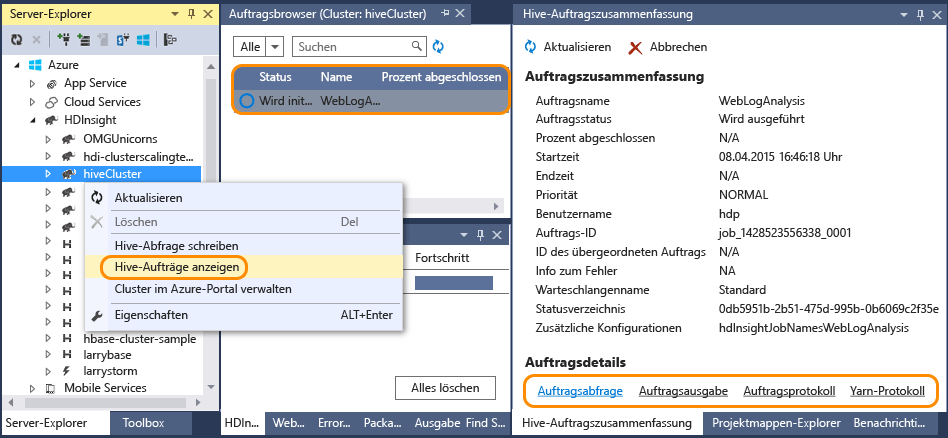 Server-Explorer
Azure
App Service
Cloud Services
HDInsight
OMGUnicorns
hdi-clusterscalingte...
hiveCluster
Aktualisieren
Löschen Del
Hive-Abfrage schreiben
Hive-Aufträge anzeigen
Cluster im Azure-Portal verwalten
Eigenschaften ALT+Enter
hbase-cluster-sample
larrybase
larrystorm
Mobile Services
Server-Explorer Toolbox
Auftragsbrowser (Cluster: hiveCluster)
Alle Suchen
Status Name Prozent abgeschlossen
Wird init... WebLogA...
Fortschritt
Alles löschen
HDIn... Web... Error... Packa... Ausgabe Find S...
Hive-Auftragszusammenfassung
Aktualisieren Abbrechen
Auftragszusammenfassung
Auftragsname WebLogAnalysis
Auftragsstatus Wird ausgeführt
Prozent abgeschlossen N/A
Startzeit 08.04.2015 16:46:18 Uhr
Endzeit N/A
Priorität NORMAL
Benutzername hdp
Auftrags-ID job_1428523556338_0001
ID des übergeordneten Auftrags N/A
Info zum Fehler NA
Warteschlangenname Standard
Statusverzeichnis 0db5951b-2b51-475d-995b-0b6069c2f35e
Zusätzliche Konfigurationen hdInsightJobNamesWebLogAnalysis
Auftragsdetails
Auftragsabfrage Auftragsausgabe Auftragsprotokoll Yarn-Protokoll
Hive-Auftragszusammenfassung Projektmappen-Explorer Benachrichti...